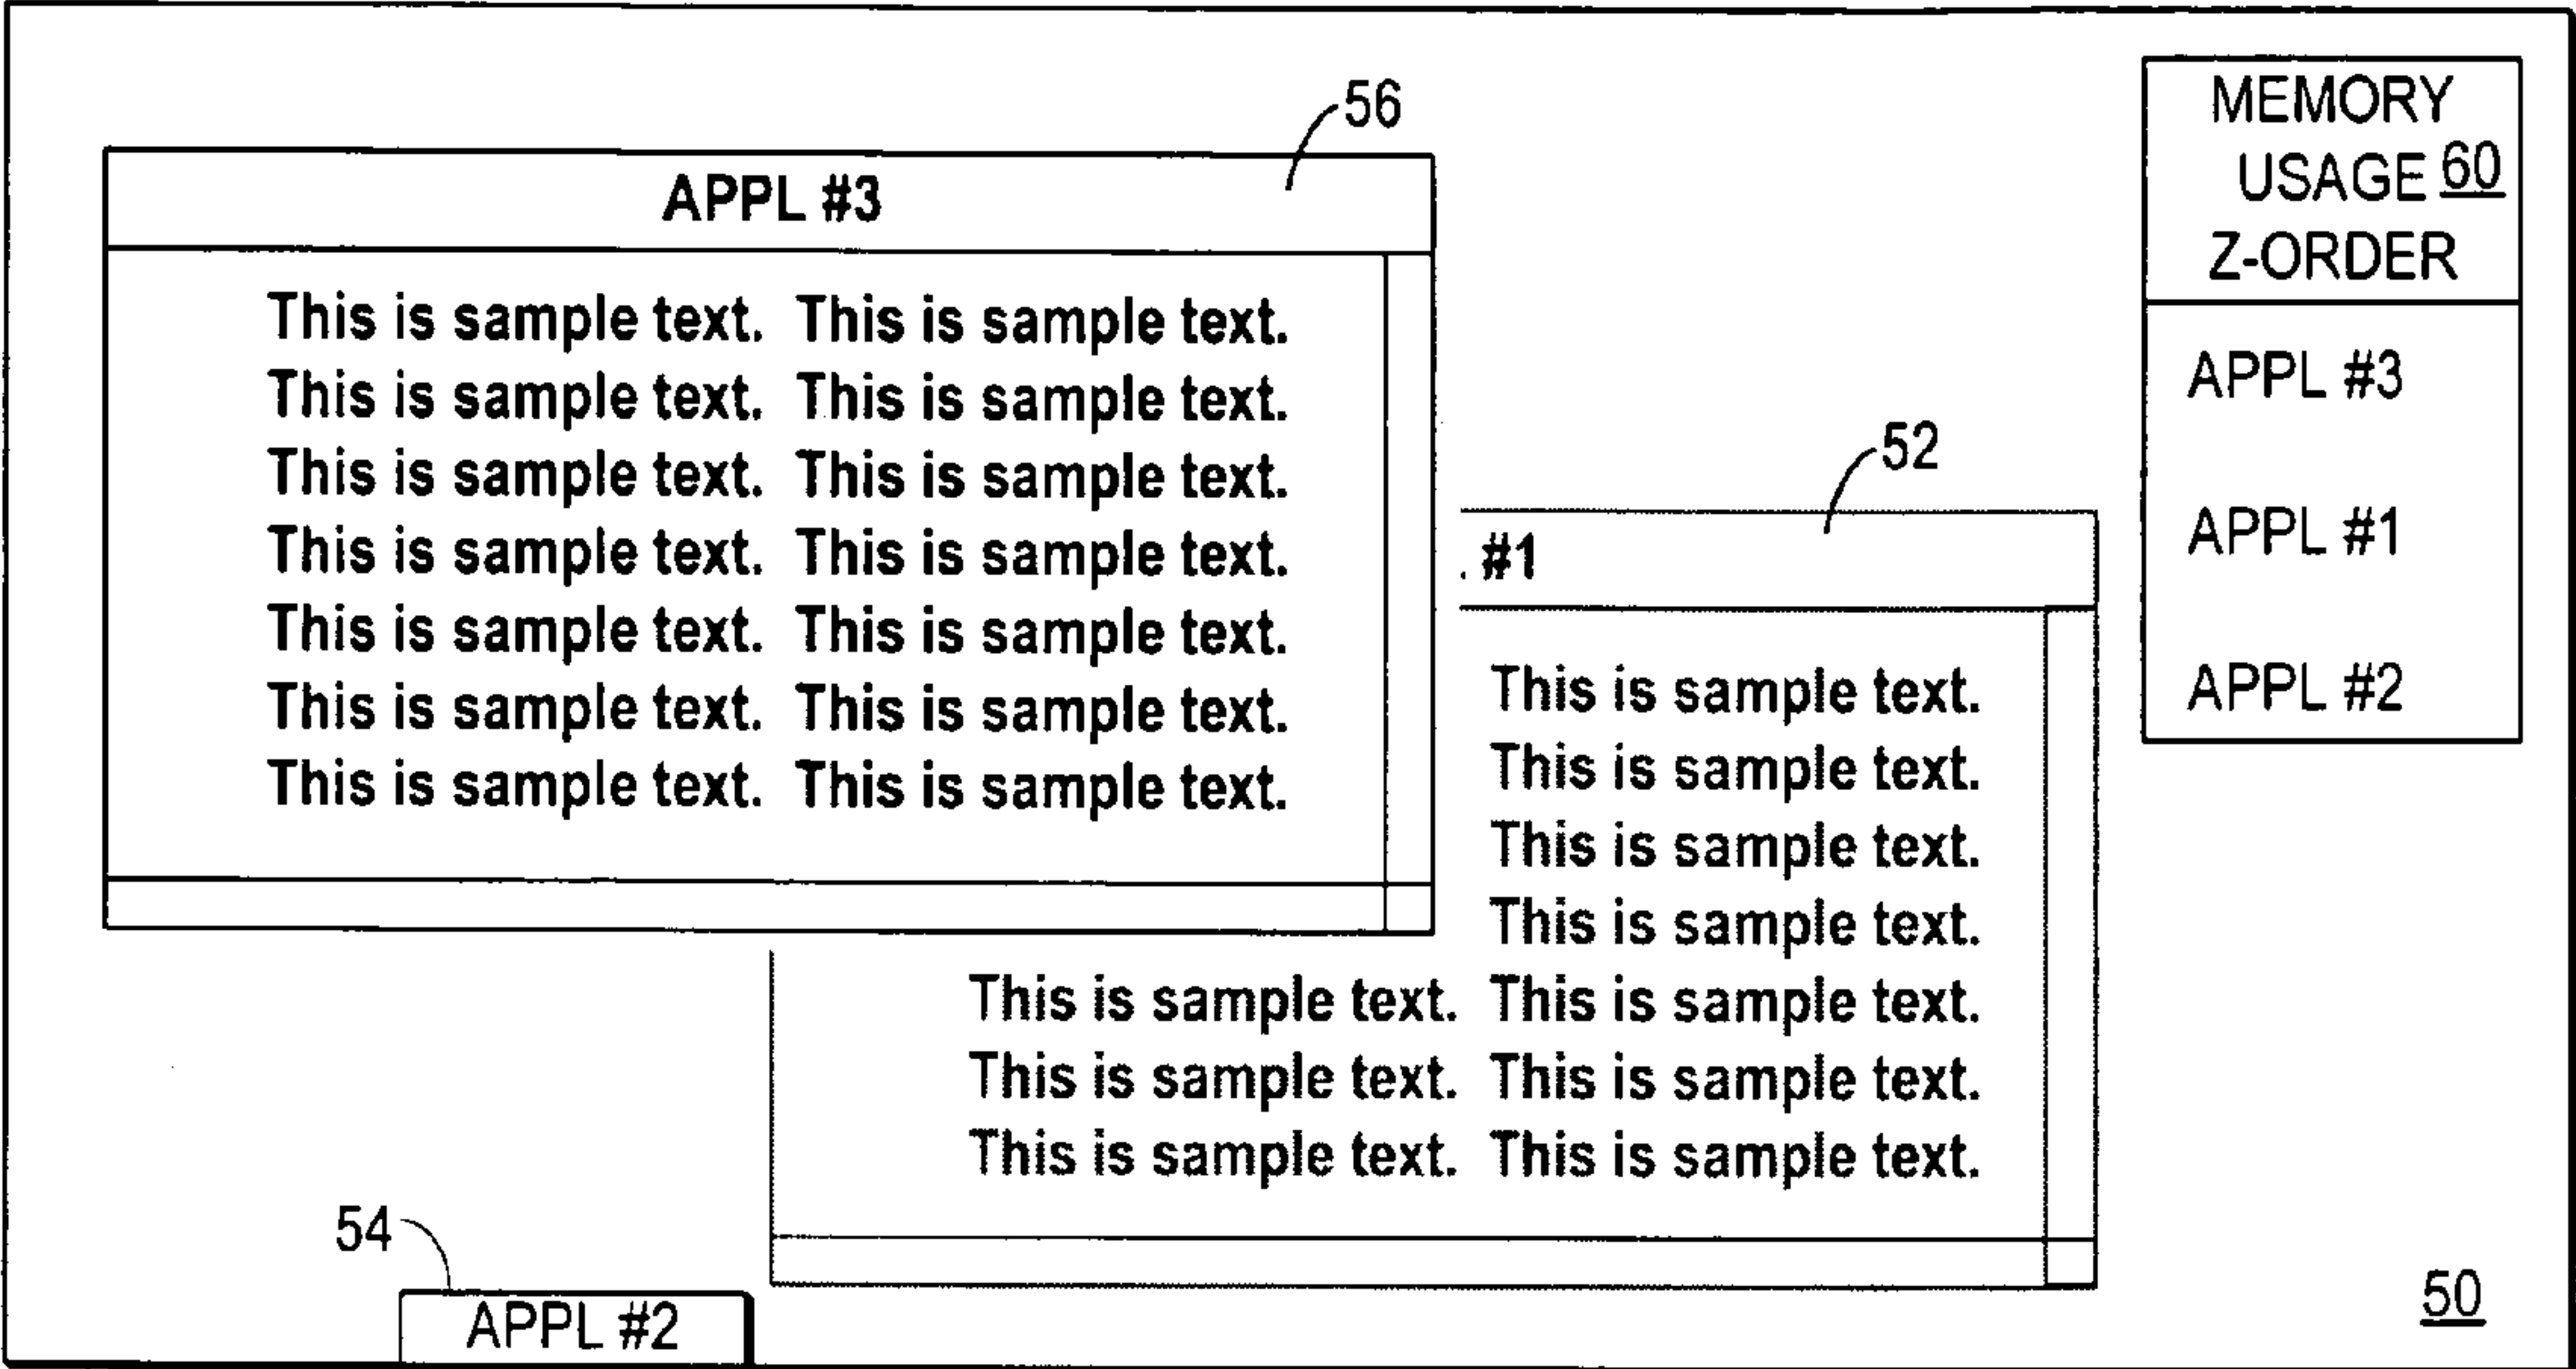 56
APPL #3
This is sample text. This is sample text.
This is sample text. This is sample text.
This is sample text. This is sample text.
This is sample text. This is sample text.
This is sample text. This is sample text.
This is sample text. This is sample text.
This is sample text. This is sample text.
52
. #1
This is sample text.
This is sample text.
This is sample text.
This is sample text.
This is sample text. This is sample text.
This is sample text. This is sample text.
This is sample text. This is sample text.
54
APPL #2
MEMORY
USAGE 60
Z-ORDER
APPL #3
APPL #1
APPL #2
50